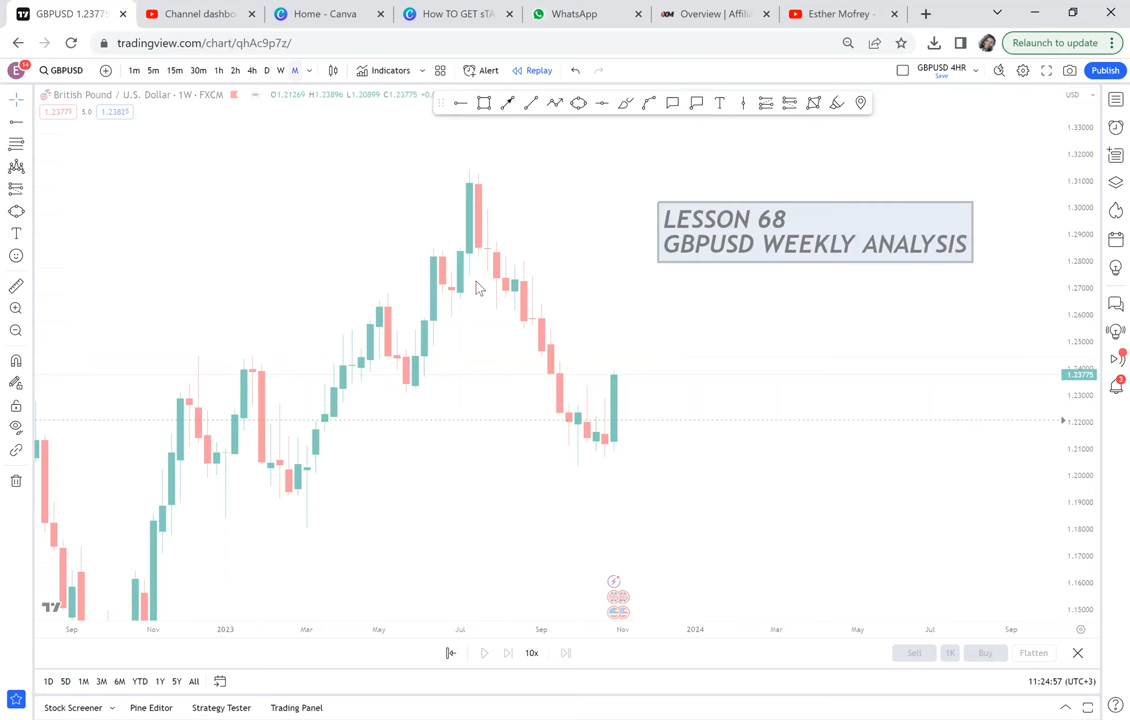 GBPUSD 1.2377
Channel dashbo
Home - Canva
How TO GET sTA
WhatsApp
XM
Overview | Affilia
Esther Mofrey -
tradingview.com/chart/qhAc9p7z/
Relaunch to update
E
14
GBPUSD
1m 5m 15m 30m 1h 2h 4h D W M
Indicators
Alert
Replay
GBPUSD 4HR
Save
Publish
British Pound / U.S. Dollar · 1W · FXCM
O1.21269 H1.23896 L1.20899 C1.23775
1.23775 5.0 1.23825
USD
LESSON 68
GBPUSD WEEKLY ANALYSIS
1.33000
1.32000
1.31000
1.30000
1.29000
1.28000
1.27000
1.26000
1.25000
1.23775
1.23000
1.22000
1.21000
1.20000
1.19000
1.18000
1.17000
1.16000
1.15000
3
Sep Nov 2023 Mar May Jul Sep Nov 2024 Mar May Jul Sep
10x
Sell 1K Buy Flatten
1D 5D 1M 3M 6M YTD 1Y 5Y All
11:24:57 (UTC+3)
Stock Screener
Pine Editor
Strategy Tester
Trading Panel